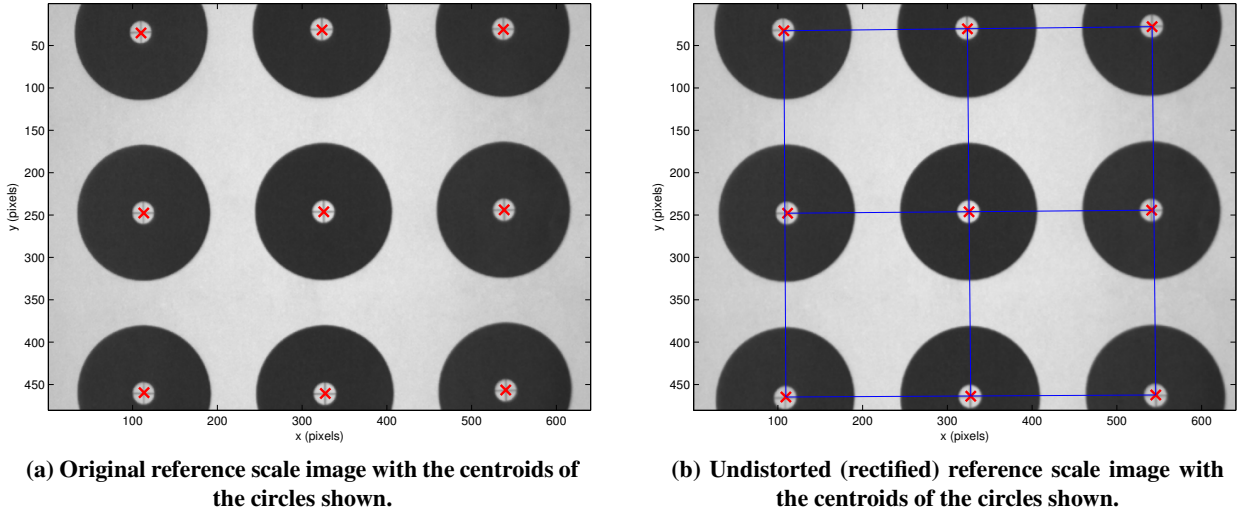 50
100
150
200
250
300
350
400
450
y (pixels)
100 200 300 400 500 600
x (pixels)
(a) Original reference scale image with the centroids of
the circles shown.
50
100
150
200
250
300
350
400
450
y (pixels)
100 200 300 400 500 600
x (pixels)
(b) Undistorted (rectified) reference scale image with
the centroids of the circles shown.